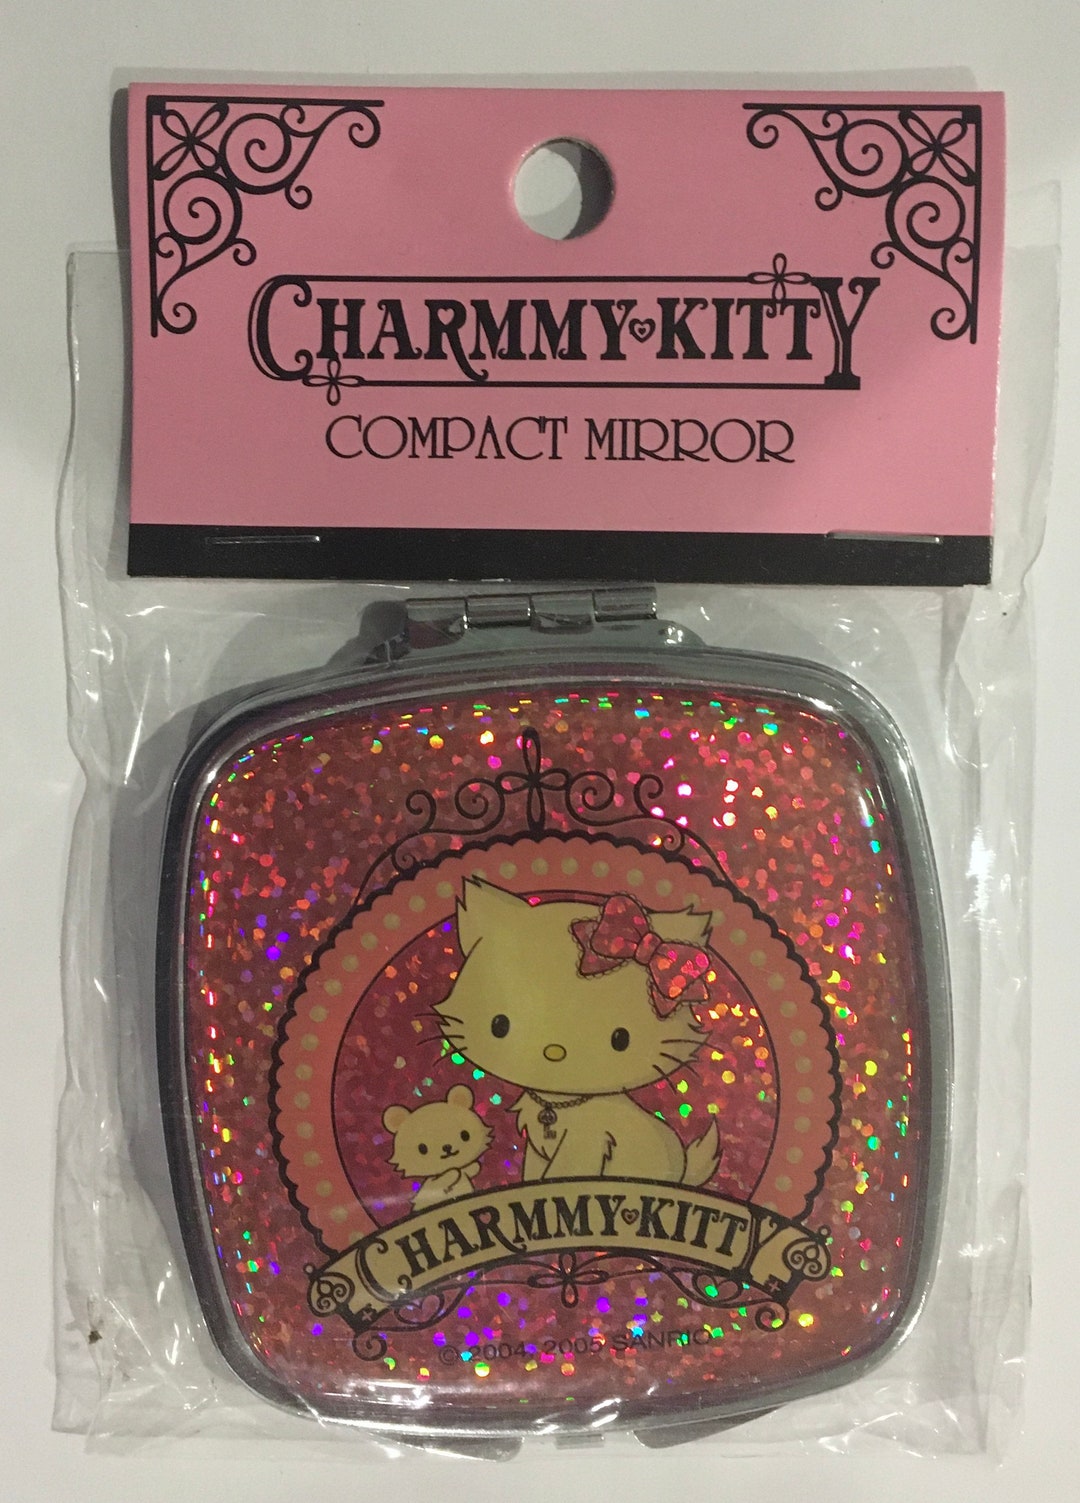 CHARMMY KITTY
COMPACT MIRROR
CHARMMY KITTY
© 2004, 2005 SANRIO